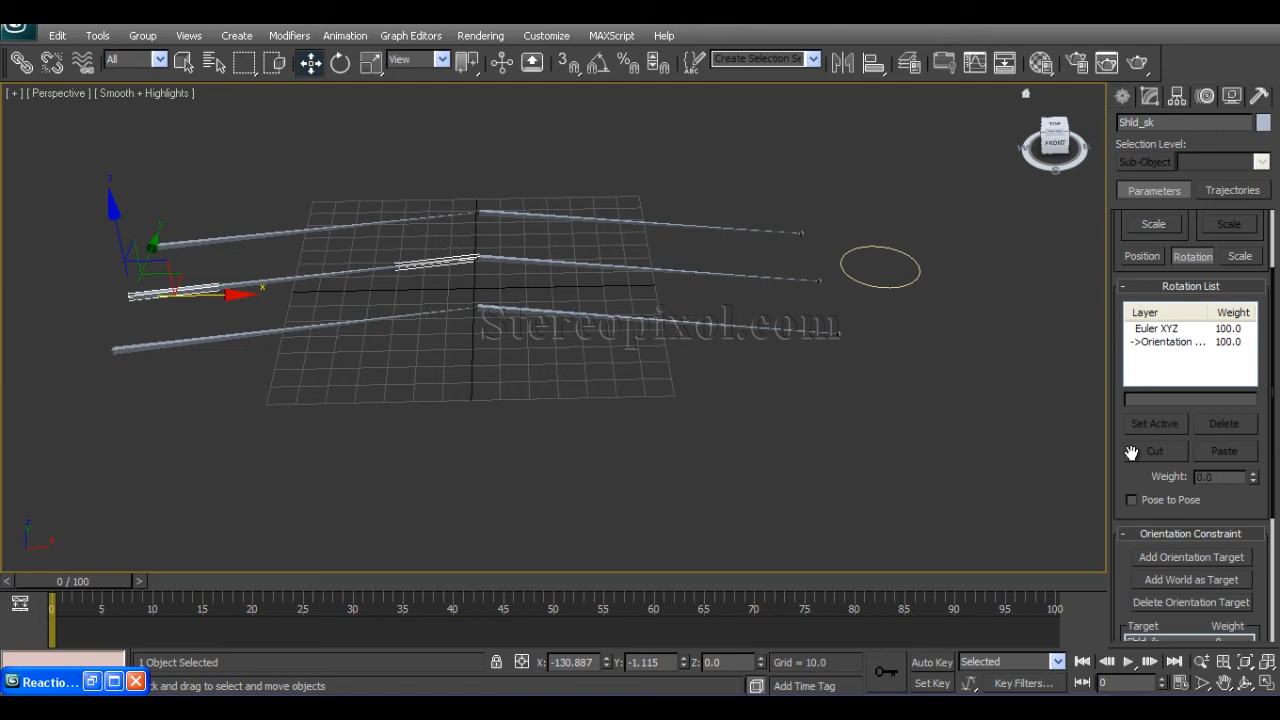 Edit Tools Group Views Create Modifiers Animation Graph Editors Rendering Customize MAXScript Help
All View 3 Create Selection Se
[ + ] [ Perspective ] [ Smooth + Highlights ]
TOP
FRONT
W S
z
y
x
Stereopixol.com
z
x
Shld_sk
Selection Level:
Sub-Object
Parameters Trajectories
Scale Scale
Position Rotation Scale
- Rotation List
Layer Weight
Euler XYZ 100.0
->Orientation ... 100.0
Set Active Delete
Cut Paste
Weight: 0.0
Pose to Pose
- Orientation Constraint
Add Orientation Target
Add World as Target
Delete Orientation Target
Target Weight
< 0 / 100 >
0 5 10 15 20 25 30 35 40 45 50 55 60 65 70 75 80 85 90 95 100
1 Object Selected X: -130.887 Y: -1.115 Z: 0.0 Grid = 10.0 Auto Key Selected
Reactio... ck and drag to select and move objects Add Time Tag Set Key Key Filters... 0